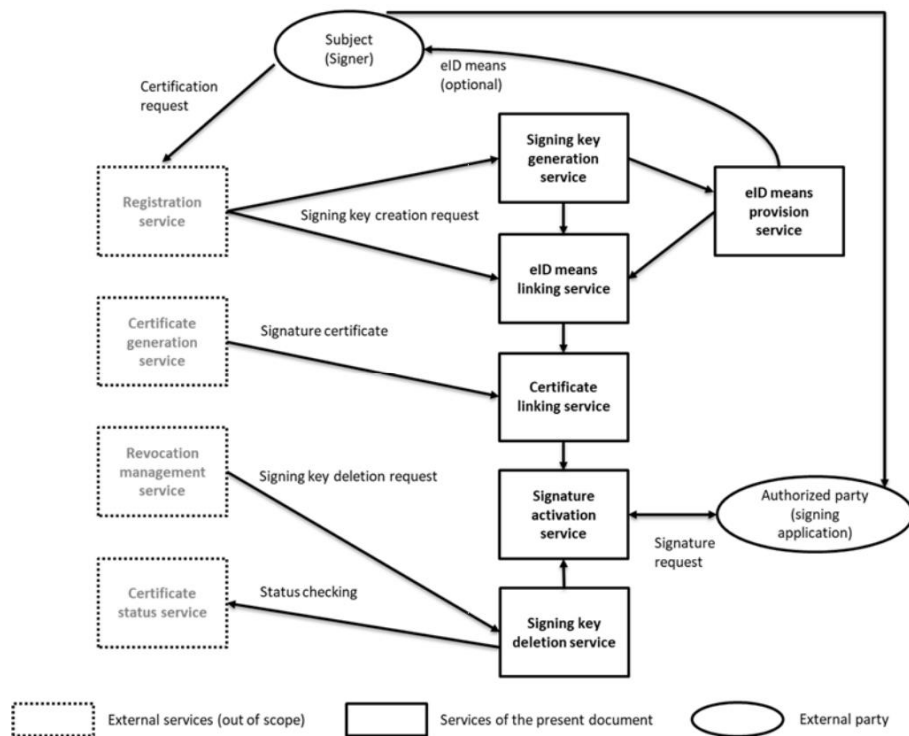 Subject
(Signer)
eID means
(optional)
Certification
request
Signing key
generation
service
Registration
service
Signing key creation request
eID means
provision
service
eID means
linking service
Certificate
generation
service
Signature certificate
Certificate
linking service
Revocation
management
service
Signing key deletion request
Signature
activation
service
Authorized party
(signing
application)
Signature
request
Certificate
status service
Status checking
Signing key
deletion service
External services (out of scope)
Services of the present document
External party